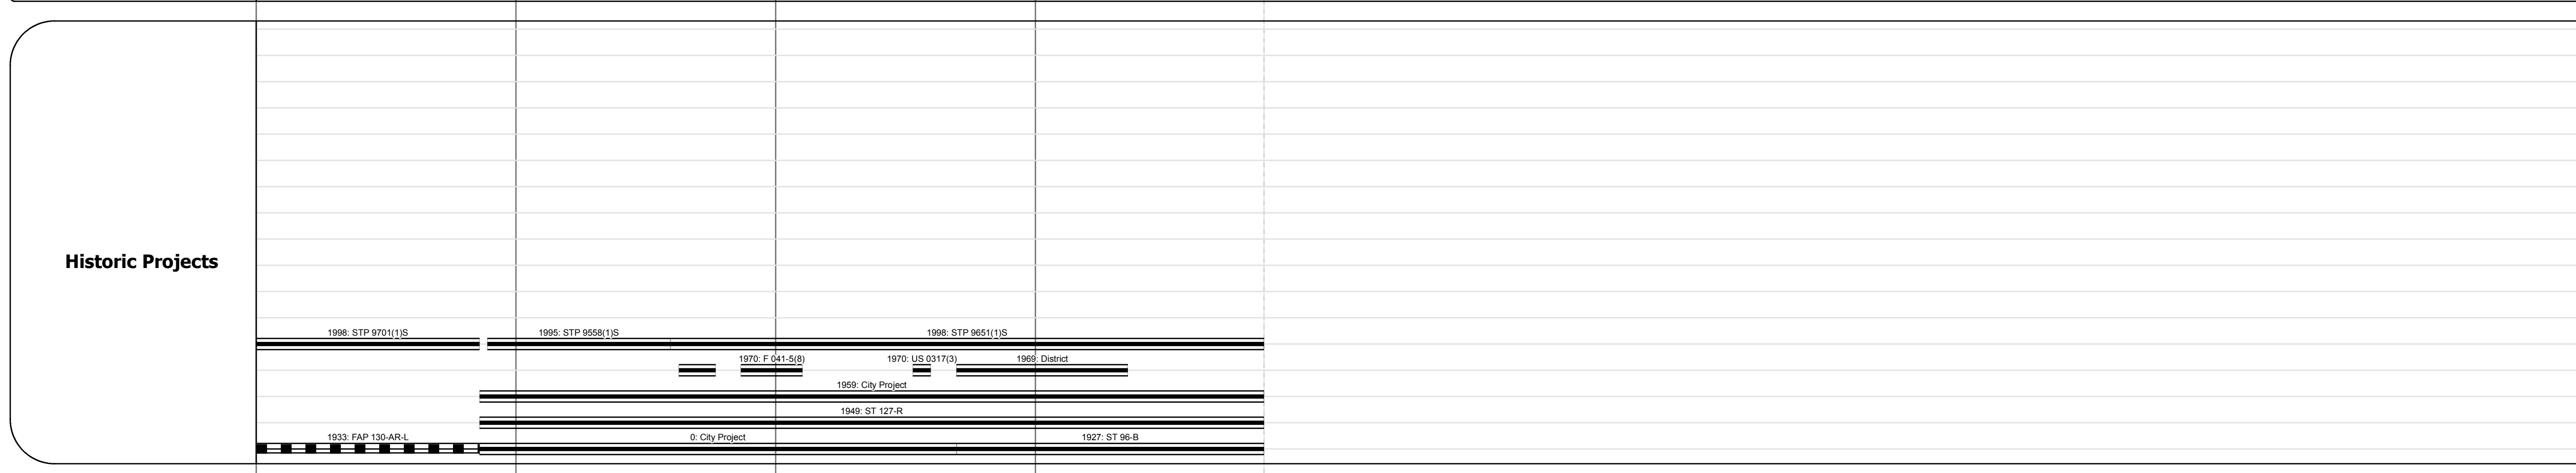 Historic Projects
1998: STP 9701(1)S 1995: STP 9558(1)S 1998: STP 9651(1)S
1970: F 041-5(8) 1970: US 0317(3) 1969: District
1959: City Project
1949: ST 127-R
1933: FAP 130-AR-L 0: City Project 1927: ST 96-B